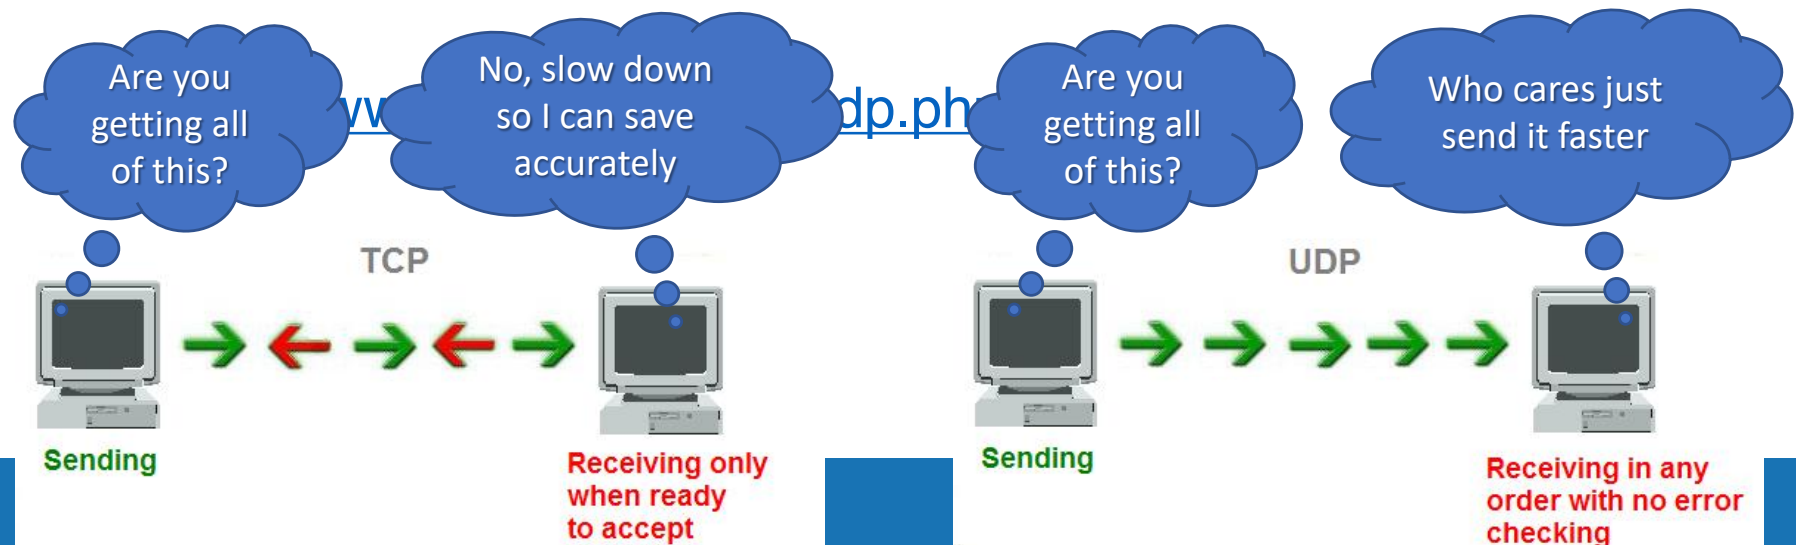 Are you
getting all
of this?
No, slow down
so I can save
accurately
dp.ph
Are you
getting all
of this?
Who cares just
send it faster
TCP
UDP
Sending
Receiving only
when ready
to accept
Sending
Receiving in any
order with no error
checking